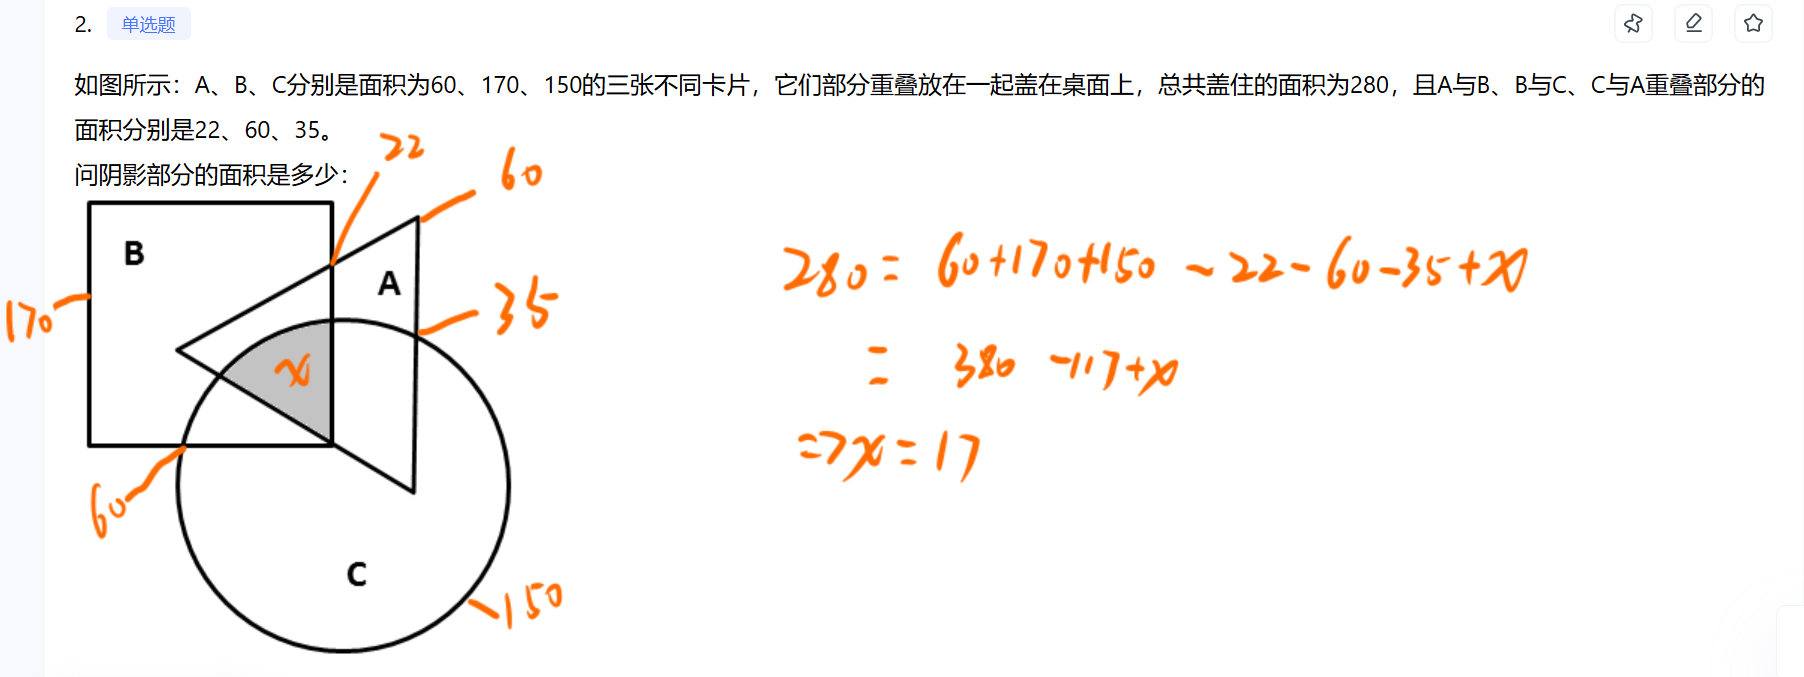 2. 单选题
如图所示：A、B、C分别是面积为60、170、150的三张不同卡片，它们部分重叠放在一起盖在桌面上，总共盖住的面积为280，且A与B、B与C、C与A重叠部分的
面积分别是22、60、35。
问阴影部分的面积是多少：
22
60
B
A
170
35
x
60
C
150
280 = 60+170+150 - 22 - 60 - 35 + x
= 380 - 117 + x
=> x = 17